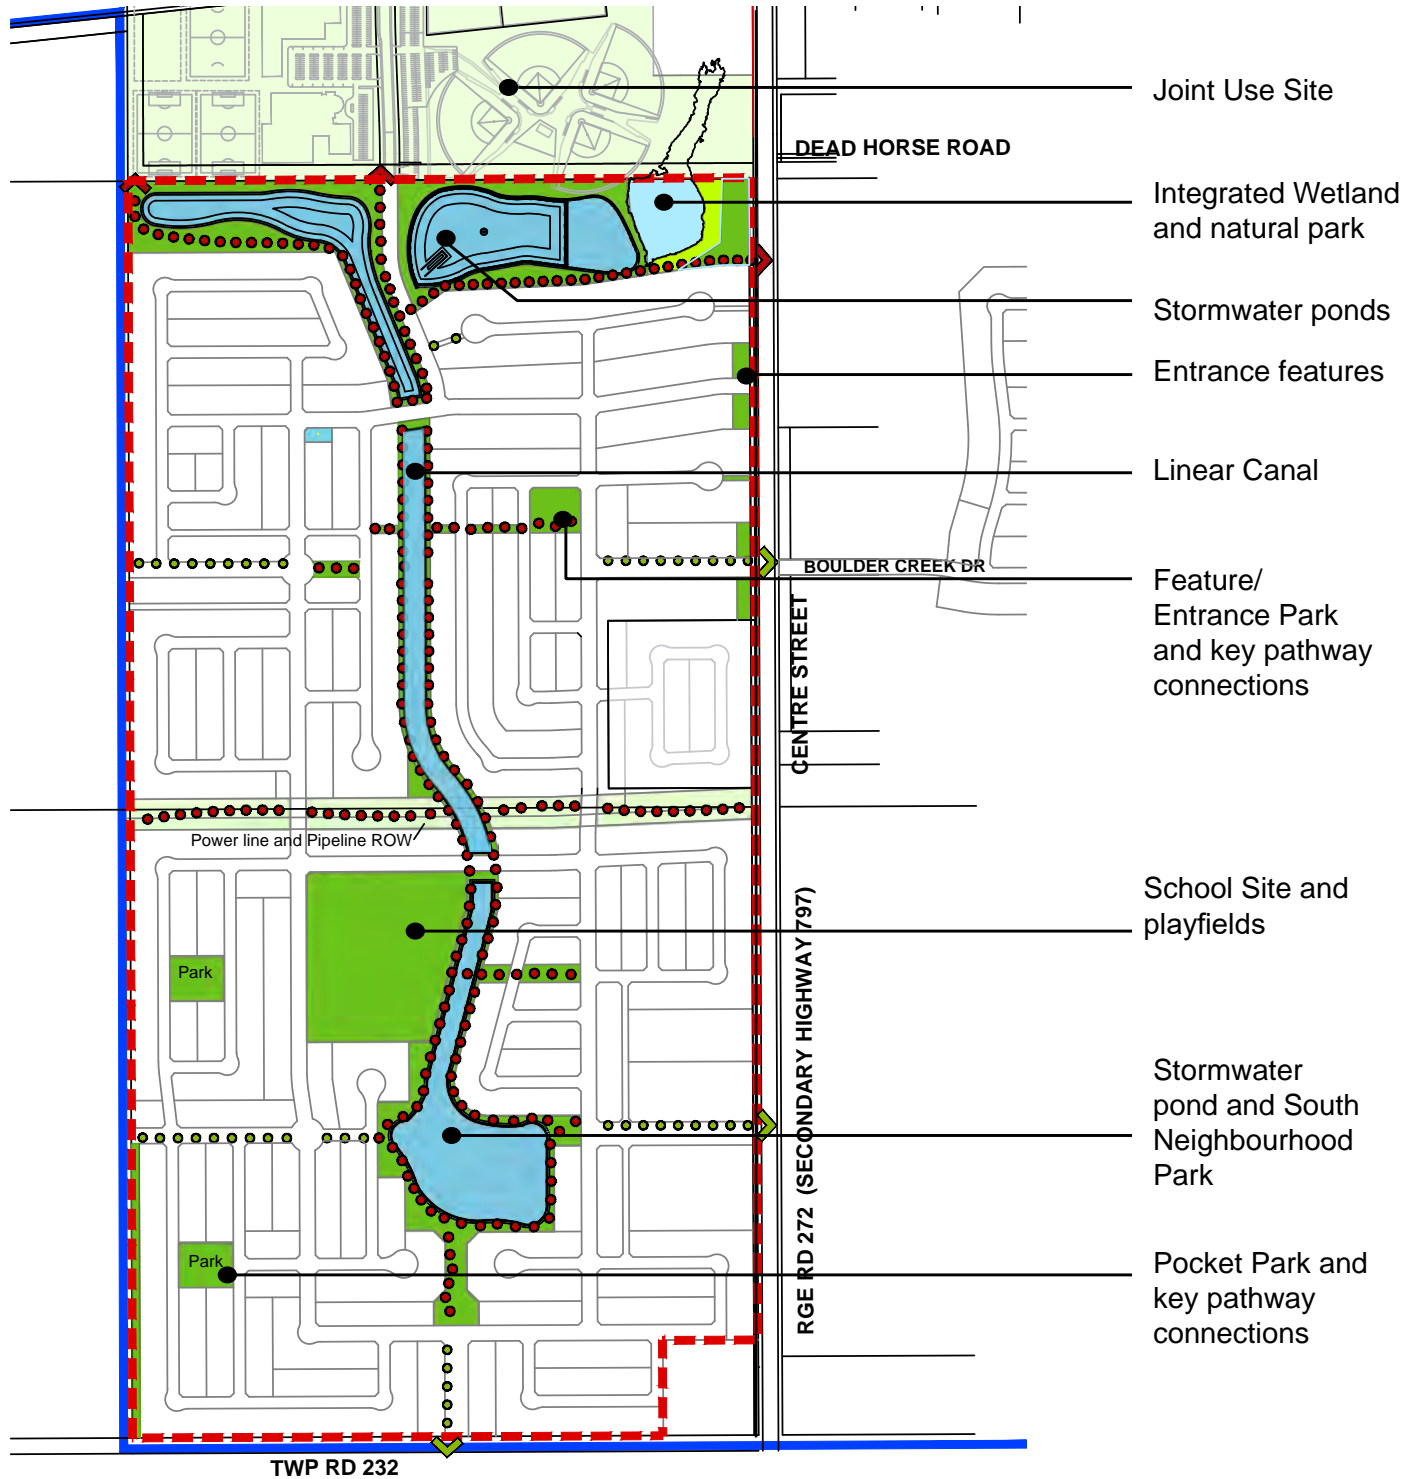 Joint Use Site
DEAD HORSE ROAD
Integrated Wetland
and natural park
Stormwater ponds
Entrance features
Linear Canal
BOULDER CREEK DR
Feature/
Entrance Park
and key pathway
connections
CENTRE STREET
Power line and Pipeline ROW
School Site and
playfields
Park
RGE RD 272 (SECONDARY HIGHWAY 797)
Stormwater
pond and South
Neighbourhood
Park
Park
Pocket Park and
key pathway
connections
TWP RD 232